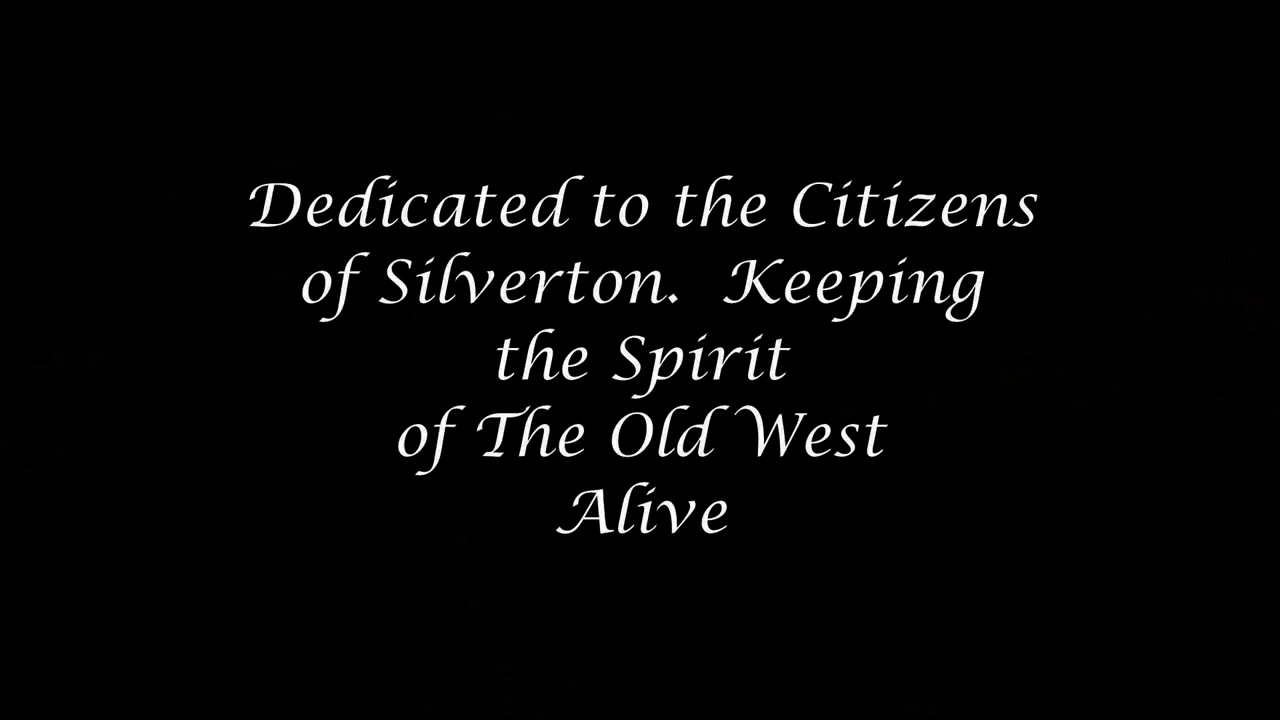 Dedicated to the Citizens
of Silverton.  Keeping
the Spirit
of The Old West
Alive